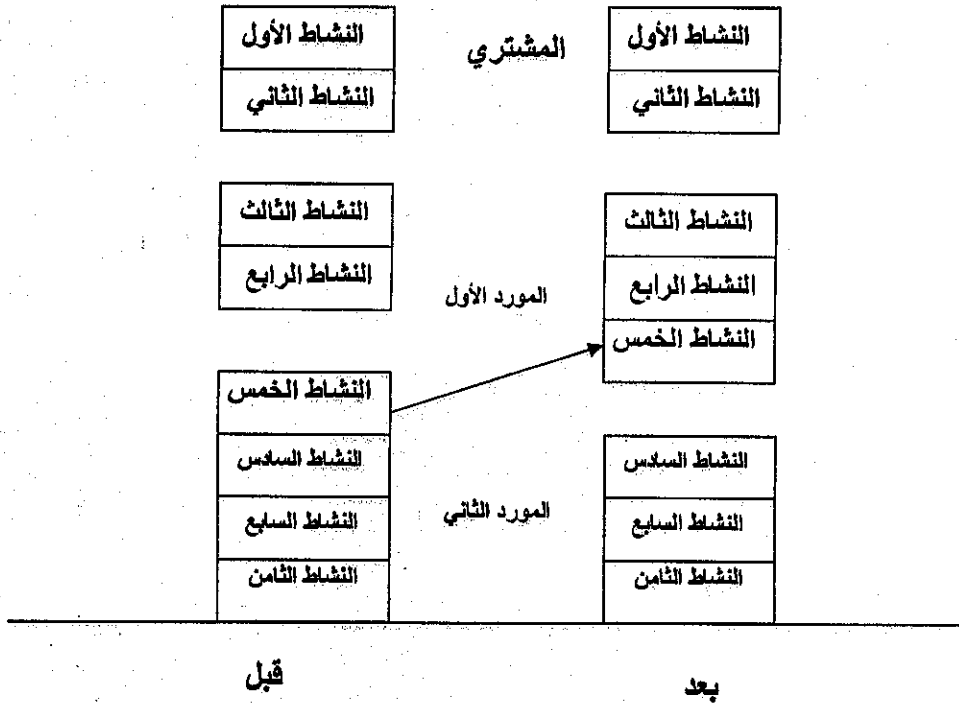 النشاط الأول
المشتري
النشاط الأول
النشاط الثاني
النشاط الثاني
النشاط الثالث
النشاط الثالث
النشاط الرابع
المورد الأول
النشاط الرابع
النشاط الخمس
النشاط الخمس
النشاط السادس
النشاط السادس
النشاط السابع
المورد الثاني
النشاط السابع
النشاط الثامن
النشاط الثامن
قبل
بعد